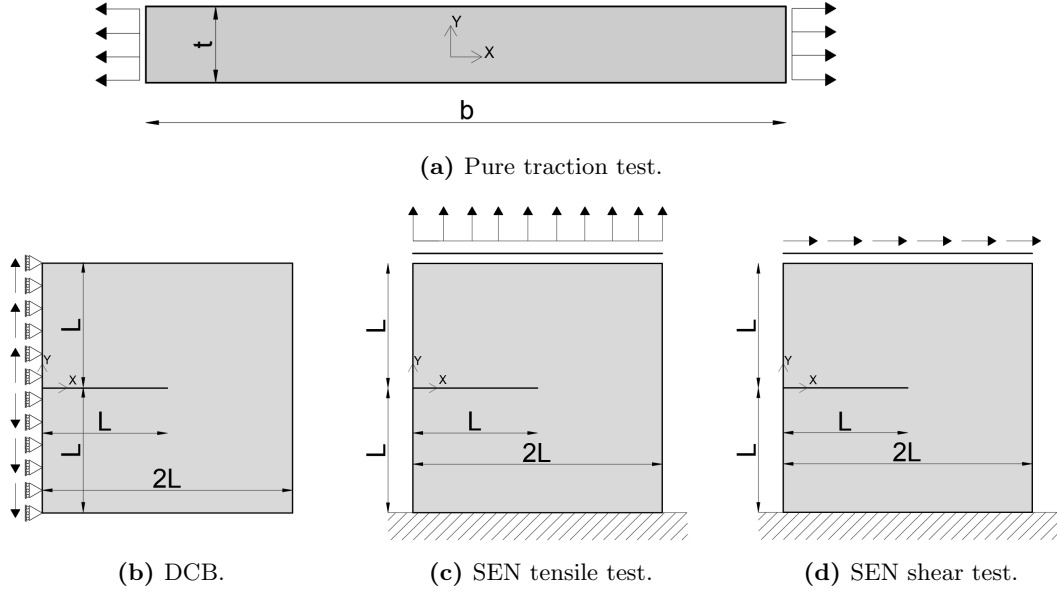 Y
t
X
b
(a) Pure traction test.
L
Y
X
L
L
2L
(b) DCB.
L
Y
X
L
L
2L
(c) SEN tensile test.
L
Y
X
L
L
2L
(d) SEN shear test.